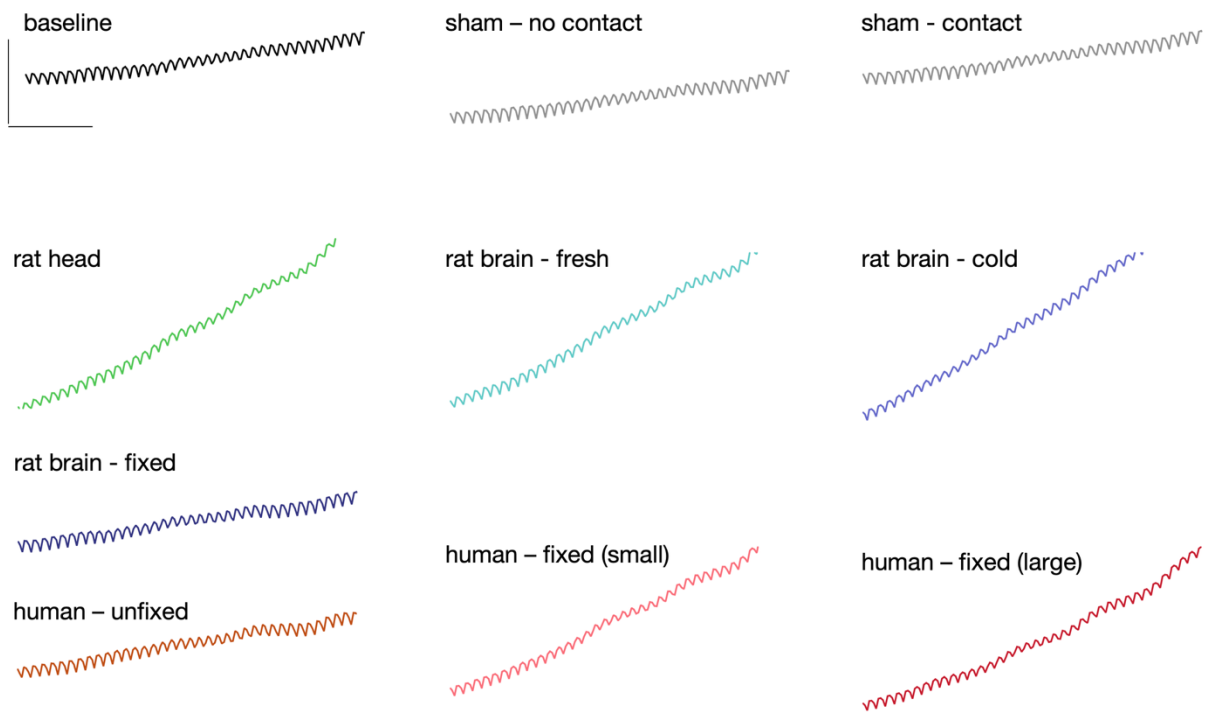 baseline
sham – no contact
sham - contact
rat head
rat brain - fresh
rat brain - cold
rat brain - fixed
human – fixed (small)
human – fixed (large)
human – unfixed